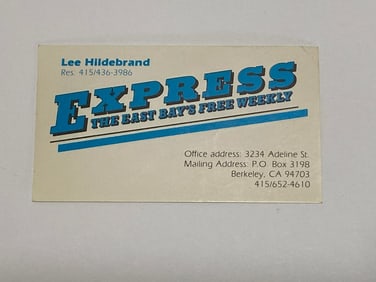 Lee Hildebrand
Res: 415/436-3986
EXPRESS
THE EAST BAY'S FREE WEEKLY
Office address: 3234 Adeline St.
Mailing Address: P.O. Box 3198
Berkeley, CA 94703
415/652-4610